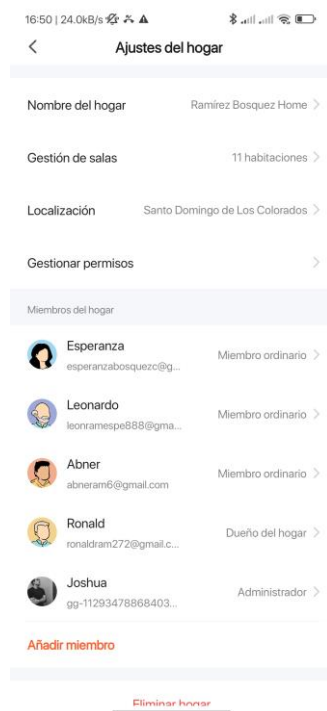 16:50 | 24.0kB/s
Ajustes del hogar
Nombre del hogar Ramírez Bosquez Home
Gestión de salas 11 habitaciones
Localización Santo Domingo de Los Colorados
Gestionar permisos
Miembros del hogar
Esperanza
esperanzabosquezc@g... Miembro ordinario
Leonardo
leonramespe888@gma... Miembro ordinario
Abner
abneram6@gmail.com Miembro ordinario
Ronald
ronaldram272@gmail.c... Dueño del hogar
Joshua
gg-11293478868403... Administrador
Añadir miembro
Eliminar hogar